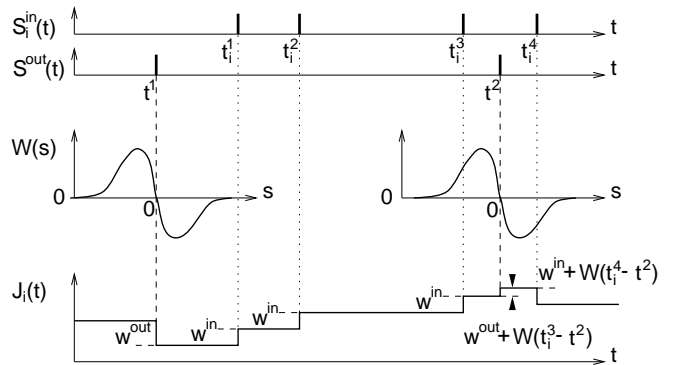 S_i^in(t) t
t_i^1 t_i^2 t_i^3 t_i^4
S^out(t) t
t^1 t^2
W(s)
0 s 0 s
0 0
w^in + W(t_i^4 - t^2)
J_i(t)
w^out w^in w^in w^in
w^out + W(t_i^3 - t^2)
t